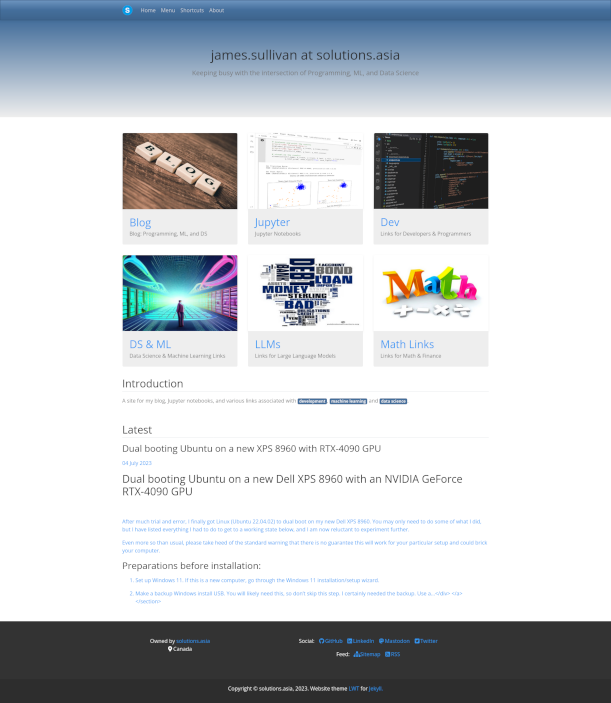 S Home Menu Shortcuts About
james.sullivan at solutions.asia
Keeping busy with the intersection of Programming, ML, and Data Science
BLOG
Blog
Blog: Programming, ML, and DS
Jupyter
Jupyter Notebooks
Dev
Links for Developers & Programmers
DS & ML
Data Science & Machine Learning Links
DEBT
ACCOUNT
BOND
LOAN
ASSETS
MONEY
STERLING
BAD
LLMs
Links for Large Language Models
Math
Math Links
Links for Math & Finance
Introduction
A site for my blog, Jupyter notebooks, and various links associated with development, machine learning and data science
Latest
Dual booting Ubuntu on a new XPS 8960 with RTX-4090 GPU
04 July 2023
Dual booting Ubuntu on a new Dell XPS 8960 with an NVIDIA GeForce
RTX-4090 GPU
After much trial and error, I finally got Linux (Ubuntu 22.04.02) to dual boot on my new Dell XPS 8960. You may only need to do some of what I did,
but I have listed everything I had to do to get to a working state below, and I am now reluctant to experiment further.
Even more so than usual, please take heed of the standard warning that there is no guarantee this will work for your particular setup and could brick
your computer.
Preparations before installation:
1. Set up Windows 11. If this is a new computer, go through the Windows 11 installation/setup wizard.
2. Make a backup Windows install USB. You will likely need this, so don't skip this step. I certainly needed the backup. Use a...</div> </a>
</section>
Owned by solutions.asia
Canada
Social: GitHub LinkedIn Mastodon Twitter
Feed: Sitemap RSS
Copyright © solutions.asia, 2023. Website theme LWT for Jekyll.